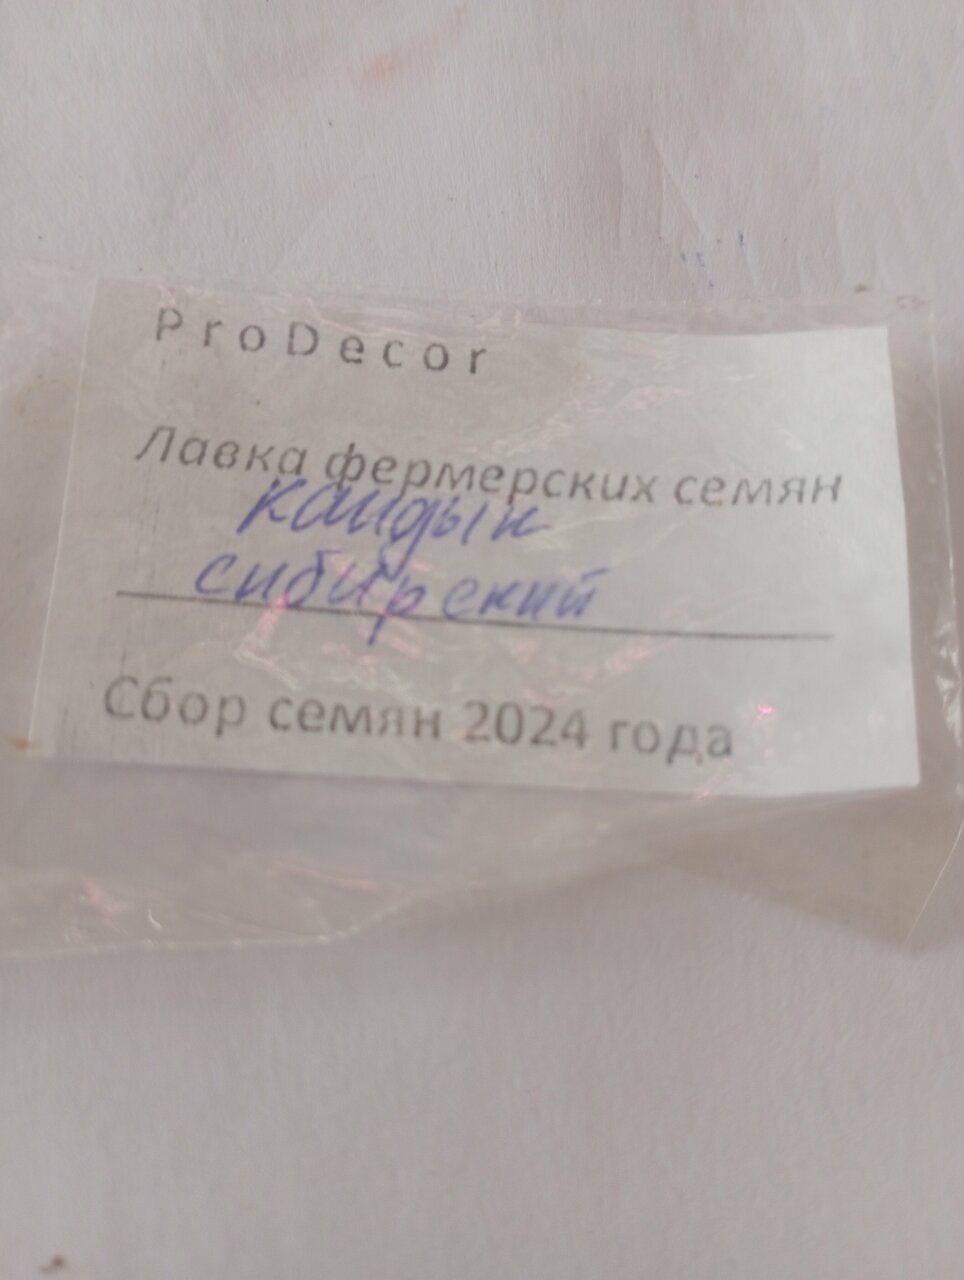 ProDecor
Лавка фермерских семян
кандык
сибирский
Сбор семян 2024 года